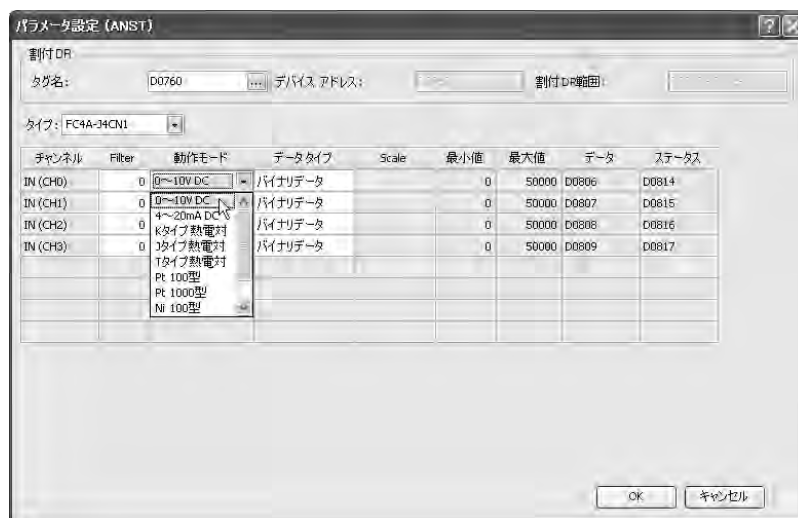 パラメータ設定 (ANST)
割付DR
タグ名: D0760 ... デバイス アドレス: 割付DR範囲:
タイプ: FC4A-J4CN1
チャンネル Filter 動作モード データタイプ Scale 最小値 最大値 データ ステータス
IN (CH0) 0 0～10V DC バイナリデータ 0 50000 D0806 D0814
IN (CH1) 0 0～10V DC バイナリデータ 0 50000 D0807 D0815
IN (CH2) 0 4～20mA DC バイナリデータ 0 50000 D0808 D0816
Kタイプ熱電対
IN (CH3) 0 Jタイプ熱電対 バイナリデータ 0 50000 D0809 D0817
Tタイプ熱電対
Pt 100型
Pt 1000型
Ni 100型
OK キャンセル